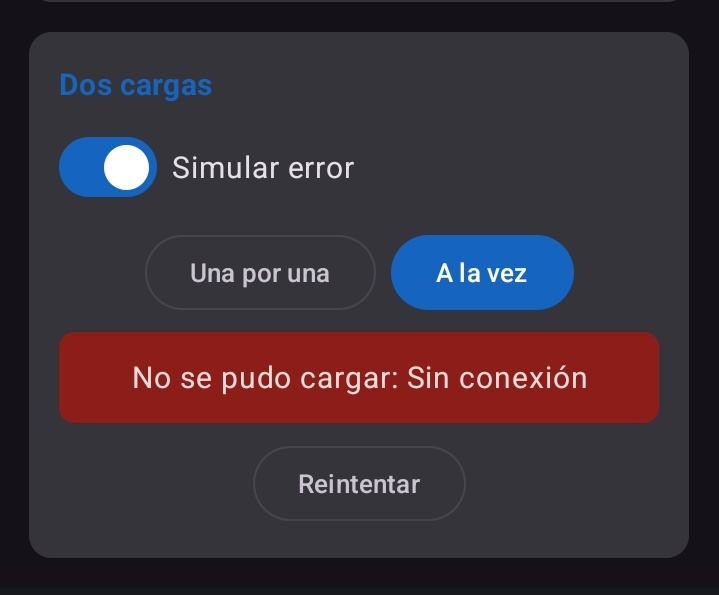 Dos cargas
Simular error
Una por una
A la vez
No se pudo cargar: Sin conexión
Reintentar